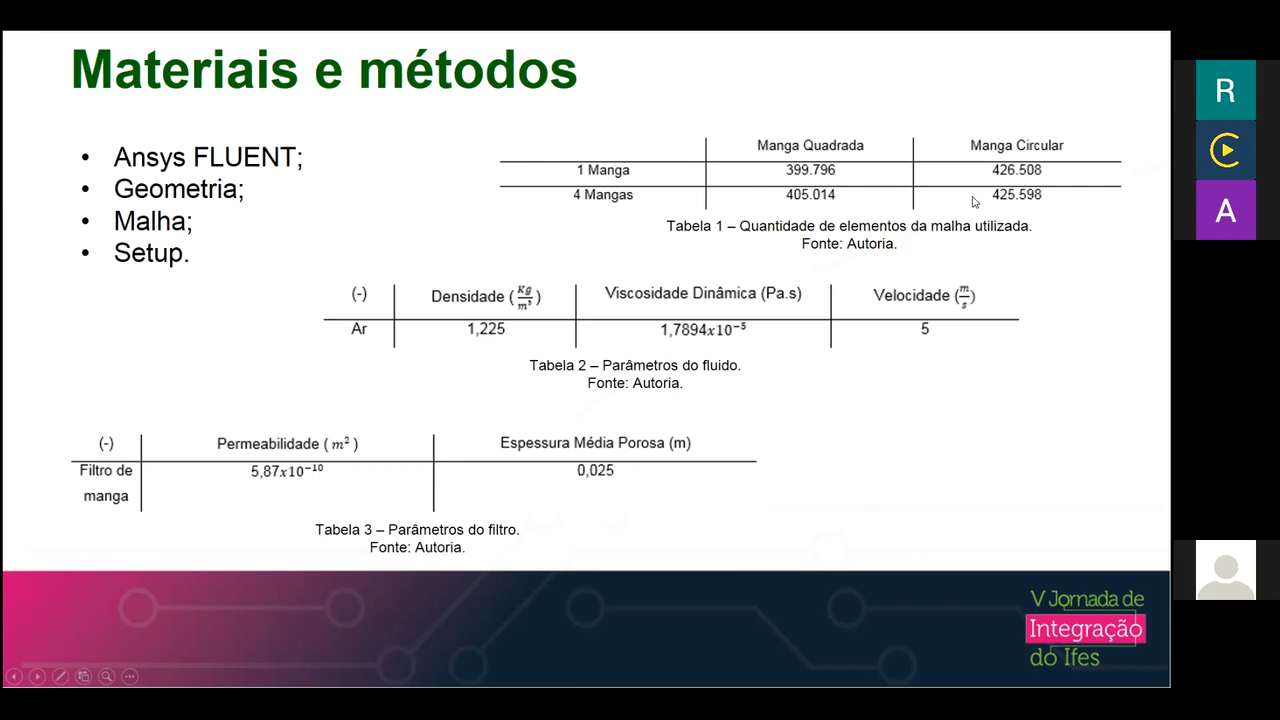 Materiais e métodos
• Ansys FLUENT;
• Geometria;
• Malha;
• Setup.
Manga Quadrada Manga Circular
1 Manga 399.796 426.508
4 Mangas 405.014 425.598
Tabela 1 – Quantidade de elementos da malha utilizada.
Fonte: Autoria.
(-) Densidade (Kg/m³) Viscosidade Dinâmica (Pa.s) Velocidade (m/s)
Ar 1,225 1,7894x10⁻⁵ 5
Tabela 2 – Parâmetros do fluido.
Fonte: Autoria.
(-) Permeabilidade ( m² ) Espessura Média Porosa (m)
Filtro de 5,87x10⁻¹⁰ 0,025
manga
Tabela 3 – Parâmetros do filtro.
Fonte: Autoria.
V Jornada de
Integração
do Ifes
R
C
A